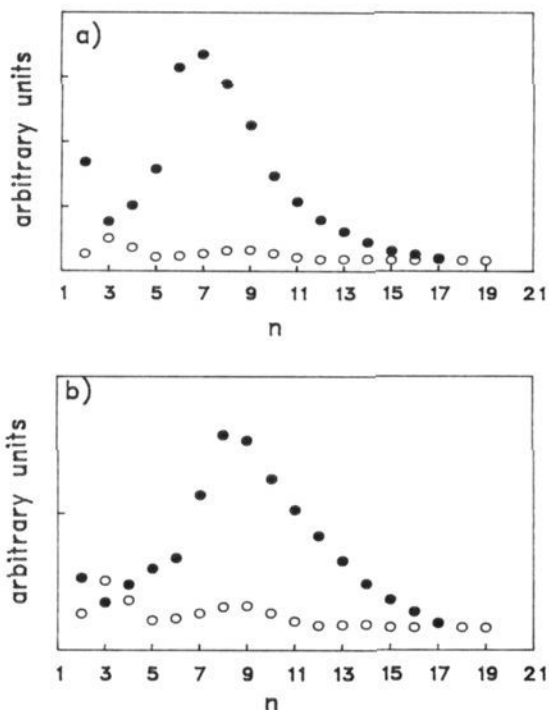 a)
arbitrary units
1 3 5 7 9 11 13 15 17 19 21
n
b)
arbitrary units
1 3 5 7 9 11 13 15 17 19 21
n